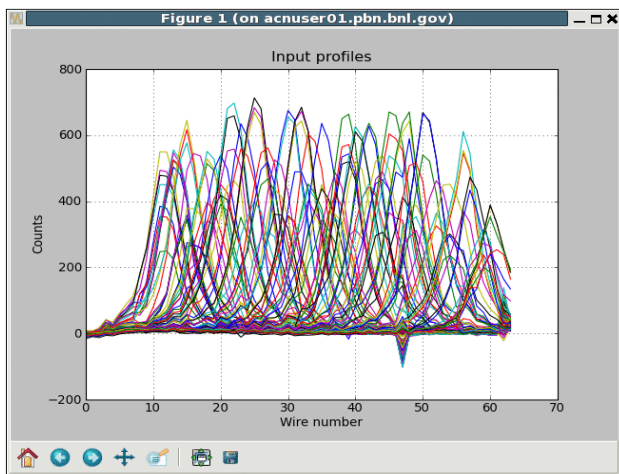 Figure 1 (on acnuser01.pbn.bnl.gov)
Input profiles
800
600
400
200
0
−200
Counts
0 10 20 30 40 50 60 70
Wire number